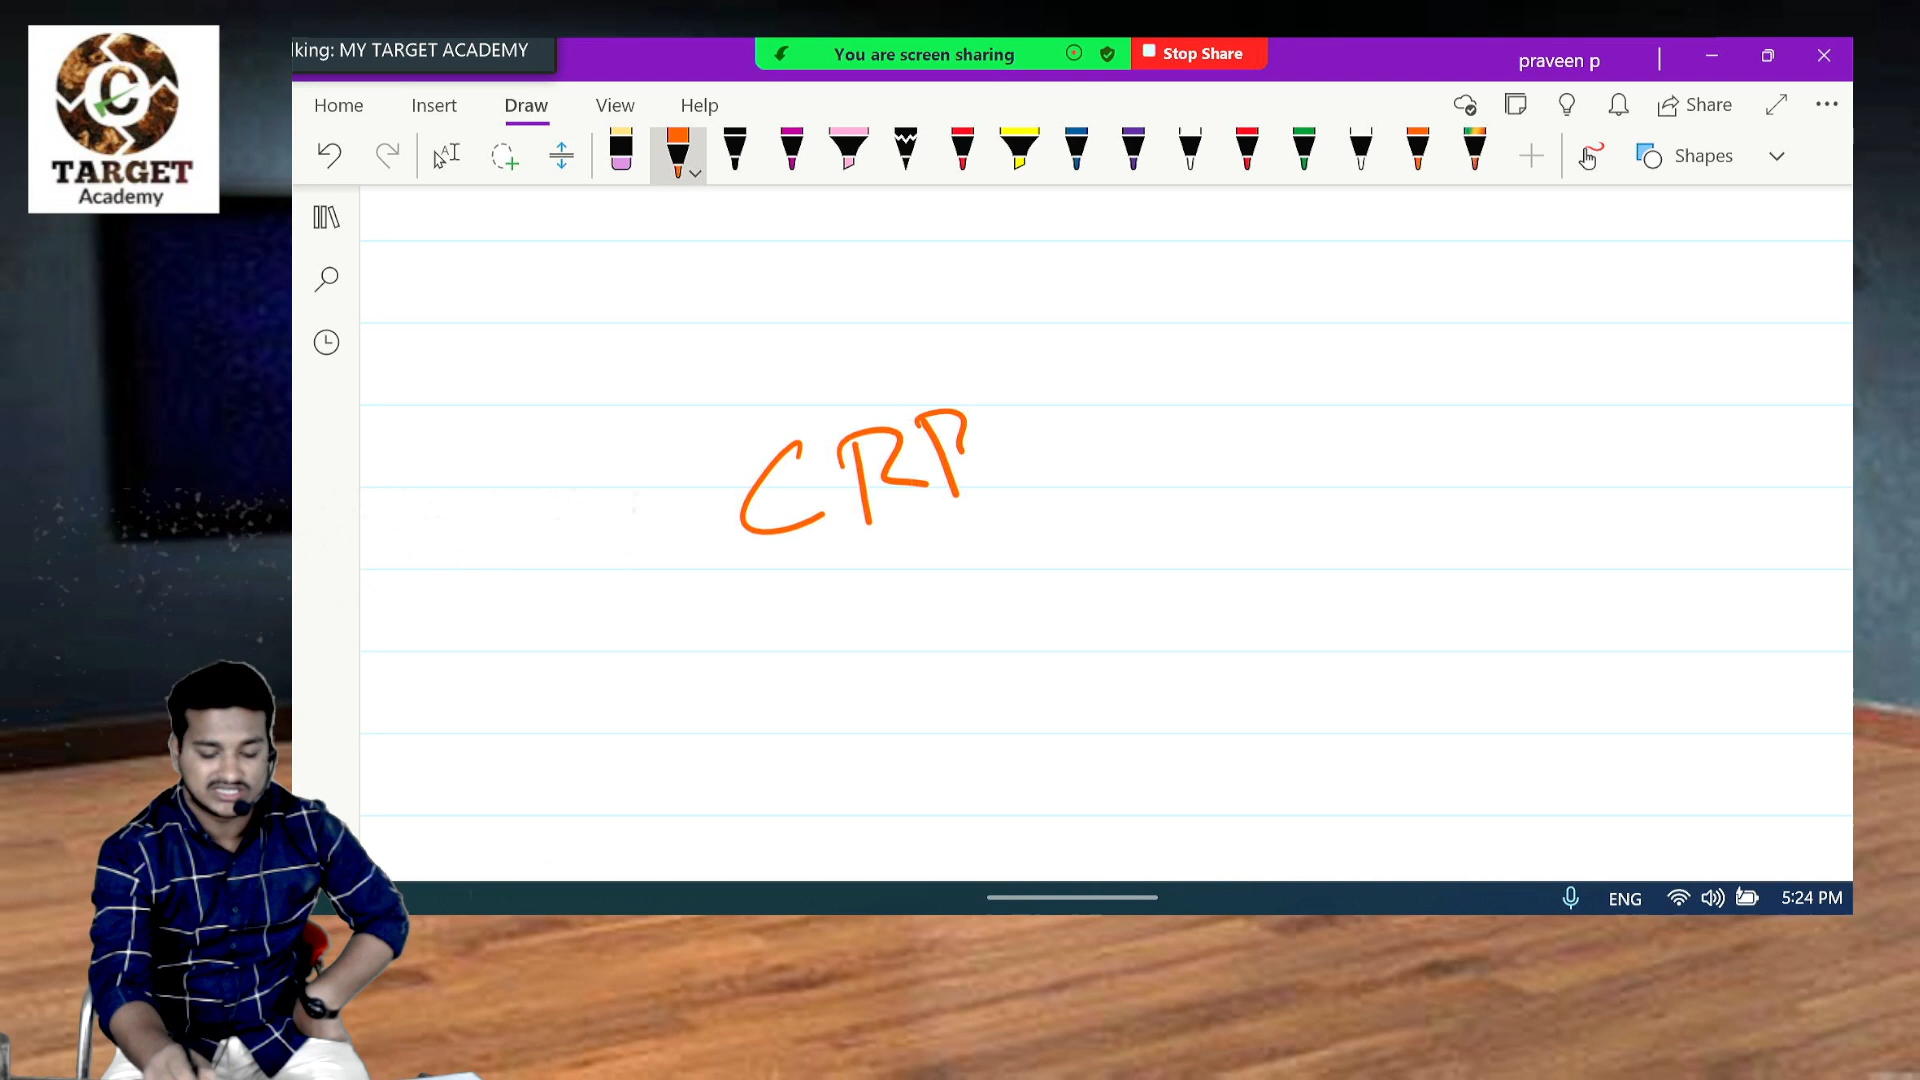 TARGET
Academy
lking: MY TARGET ACADEMY
You are screen sharing
Stop Share
praveen p
Home Insert Draw View Help
Share
Shapes
CRP
ENG 5:24 PM